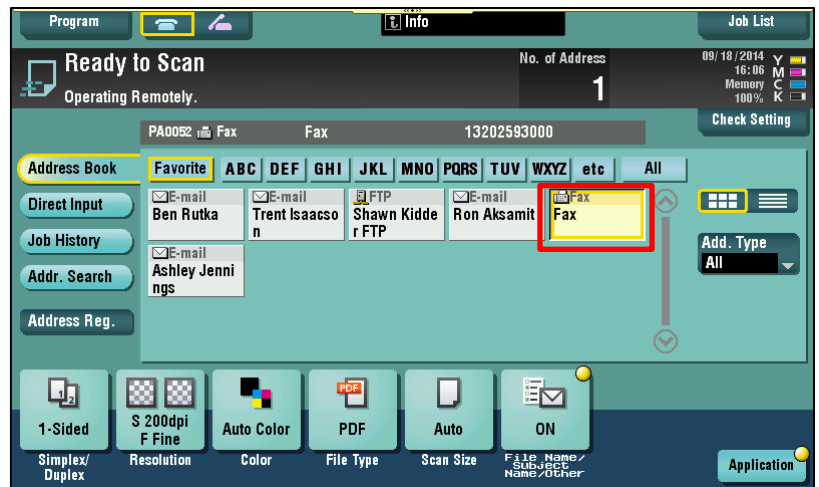 Program
Info
Job List
Ready to Scan
No. of Address
09/18/2014
16:06
Memory
100%
Y
M
C
K
Operating Remotely.
1
Check Setting
PA0052 Fax Fax 13202593000
Address Book
Favorite ABC DEF GHI JKL MNO PQRS TUV WXYZ etc All
Direct Input
Job History
Addr. Search
Address Reg.
E-mail
Ben Rutka
E-mail
Trent Isaacso
n
FTP
Shawn Kidde
r FTP
E-mail
Ron Aksamit
Fax
Fax
E-mail
Ashley Jenni
ngs
Add. Type
All
1 2
1-Sided
Simplex/
Duplex
S 200dpi
F Fine
Resolution
Auto Color
Color
PDF
PDF
File Type
Auto
Scan Size
ON
File Name/
Subject
Name/Other
Application